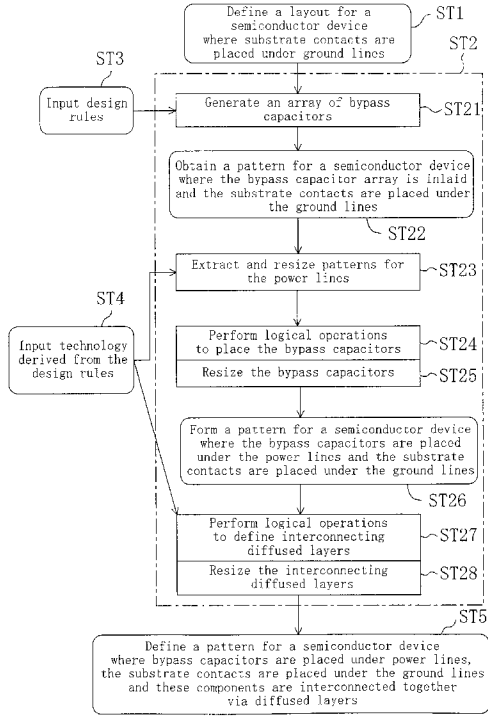 Define a layout for a
semiconductor device
where substrate contacts are
placed under ground lines
ST1
ST2
ST3
Input design
rules
Generate an array of bypass
capacitors
ST21
Obtain a pattern for a semiconductor device
where the bypass capacitor array is inlaid
and the substrate contacts are placed under
the ground lines
ST22
Extract and resize patterns for
the power lines
ST23
ST4
Input technology
derived from the
design rules
Perform logical operations
to place the bypass capacitors
ST24
Resize the bypass capacitors
ST25
Form a pattern for a semiconductor device
where the bypass capacitors are placed
under the power lines and the substrate
contacts are placed under the ground lines
ST26
Perform logical operations
to define interconnecting
diffused layers
ST27
Resize the interconnecting
diffused layers
ST28
ST5
Define a pattern for a semiconductor device
where bypass capacitors are placed under power lines,
the substrate contacts are placed under the ground lines
and these components are interconnected together
via diffused layers